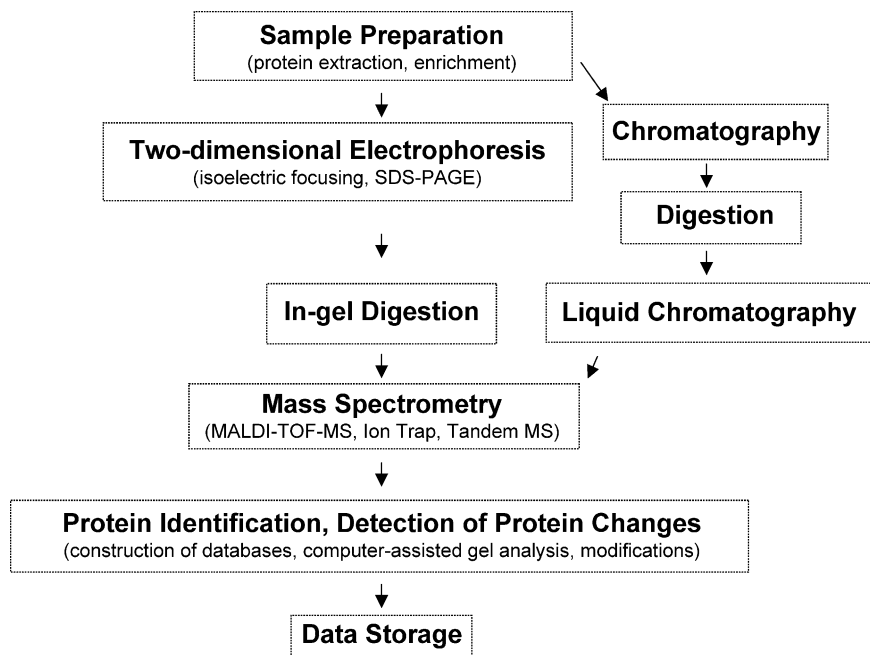 Sample Preparation
(protein extraction, enrichment)
Chromatography
Two-dimensional Electrophoresis
(isoelectric focusing, SDS-PAGE)
Digestion
In-gel Digestion
Liquid Chromatography
Mass Spectrometry
(MALDI-TOF-MS, Ion Trap, Tandem MS)
Protein Identification, Detection of Protein Changes
(construction of databases, computer-assisted gel analysis, modifications)
Data Storage